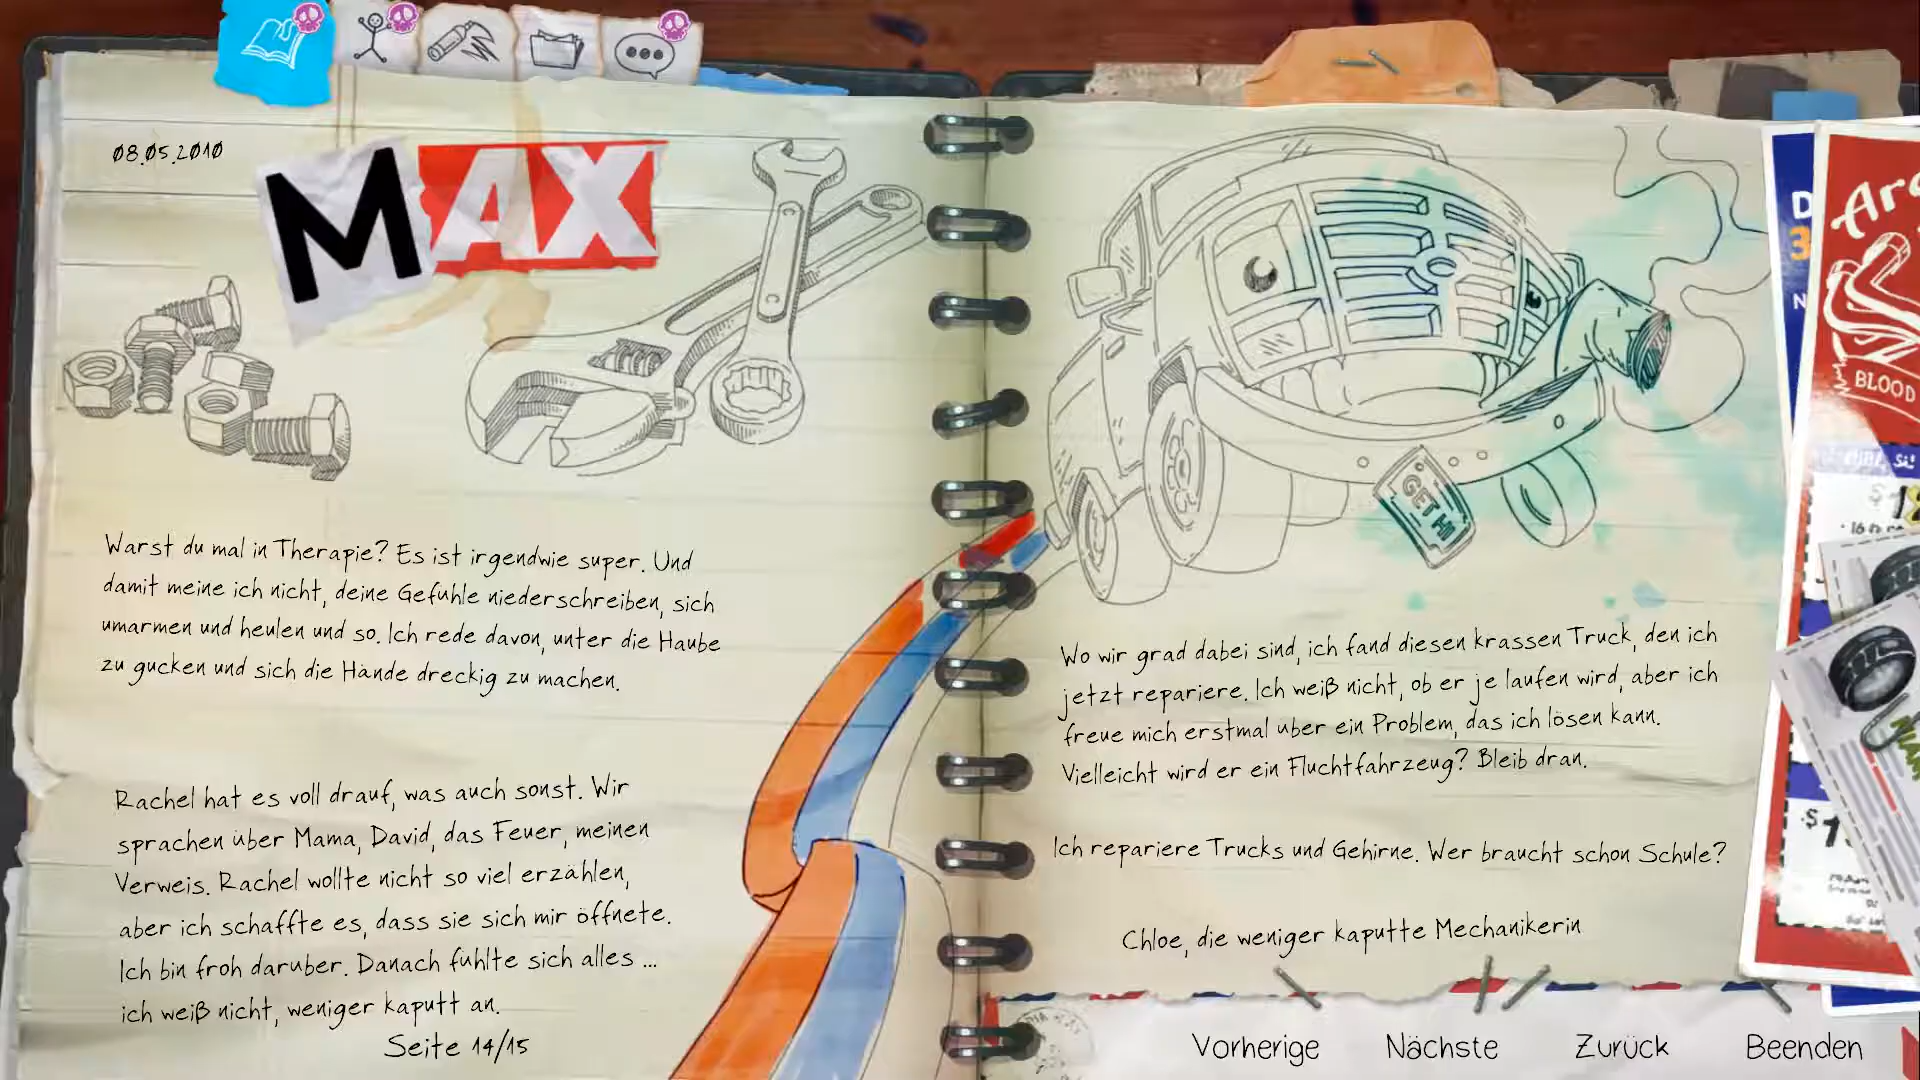 08.05.2010
MAX
Warst du mal in Therapie? Es ist irgendwie super. Und
damit meine ich nicht, deine Gefühle niederschreiben, sich
umarmen und heulen und so. Ich rede davon, unter die Haube
zu gucken und sich die Hände dreckig zu machen.
Rachel hat es voll drauf, was auch sonst. Wir
sprachen über Mama, David, das Feuer, meinen
Verweis. Rachel wollte nicht so viel erzählen,
aber ich schaffte es, dass sie sich mir öffnete.
Ich bin froh darüber. Danach fühlte sich alles ...
ich weiß nicht, weniger kaputt an.
Seite 14/15
GET HI
Wo wir grad dabei sind, ich fand diesen krassen Truck, den ich
jetzt repariere. Ich weiß nicht, ob er je laufen wird, aber ich
freue mich erstmal über ein Problem, das ich lösen kann.
Vielleicht wird er ein Fluchtfahrzeug? Bleib dran.
Ich repariere Trucks und Gehirne. Wer braucht schon Schule?
Chloe, die weniger kaputte Mechanikerin
BLOOD
Vorherige
Nächste
Zurück
Beenden